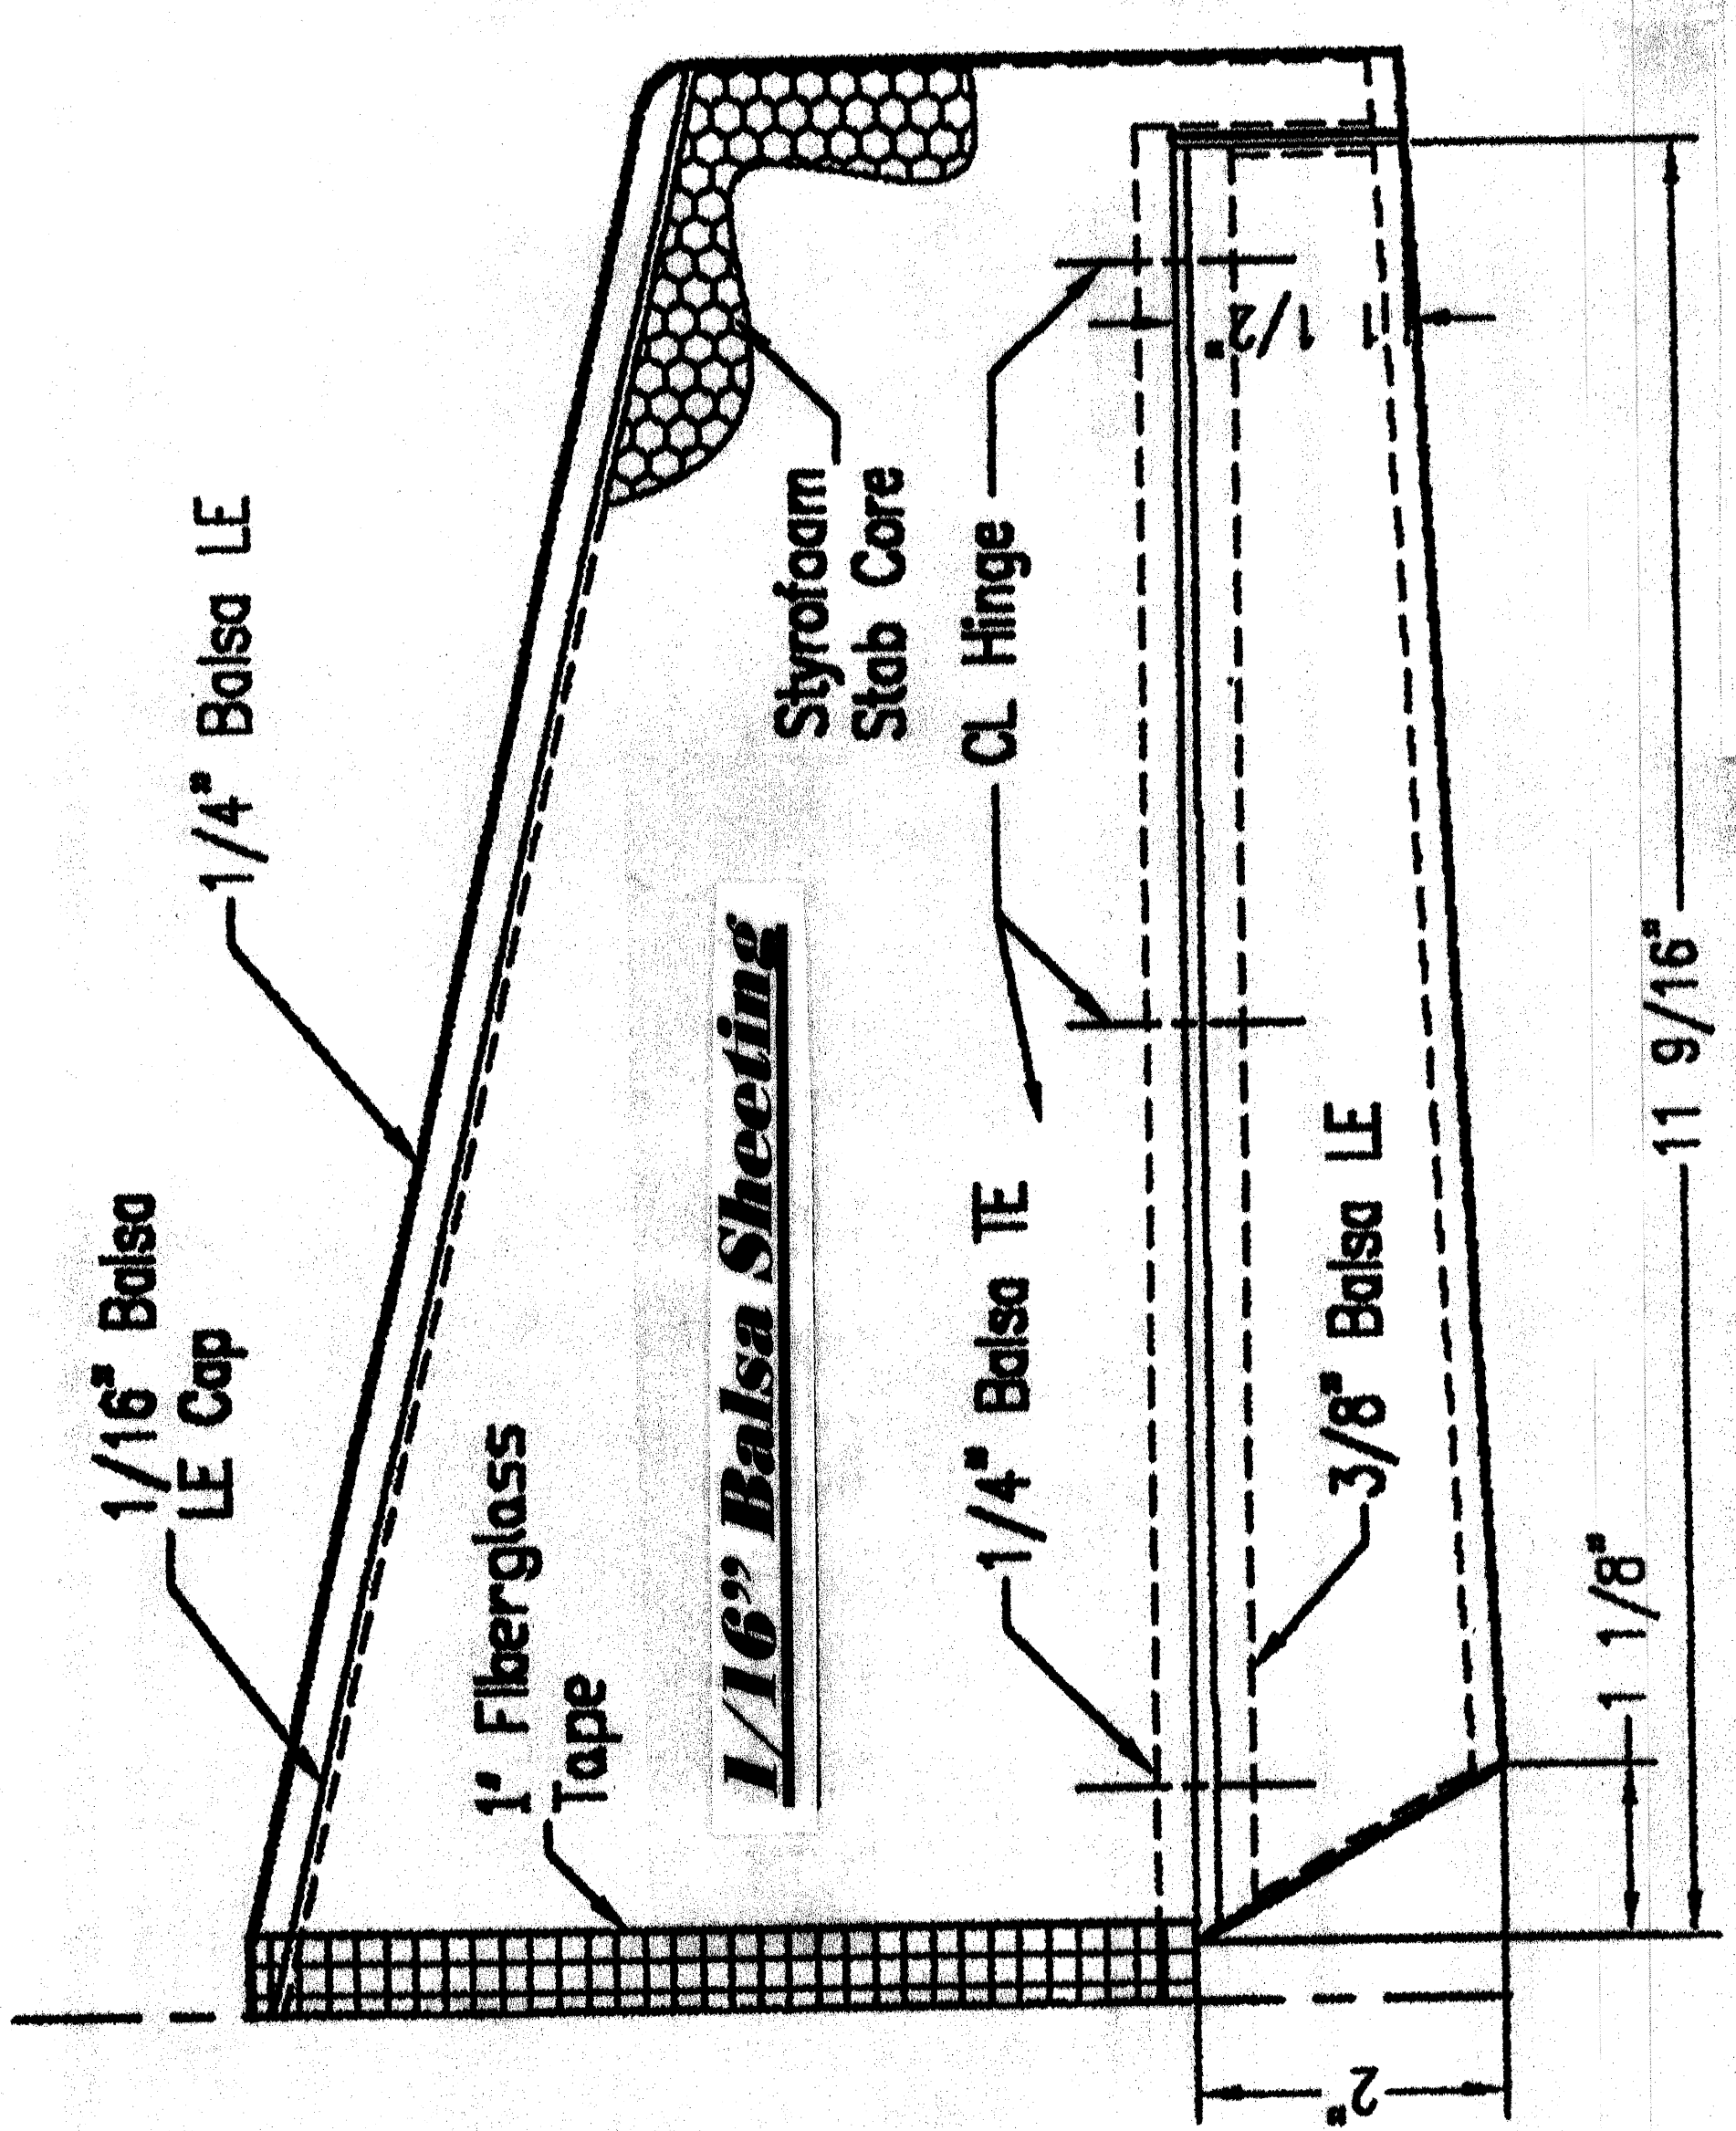 1/16" Balsa
LE Cap
1/4" Balsa LE
1' Fiberglass
Tape
1/16” Balsa Sheeting
Styrofoam
Stab Core
CL Hinge
1/4" Balsa TE
3/8" Balsa LE
1 1/2"
1 1/8"
11 9/16"
2"